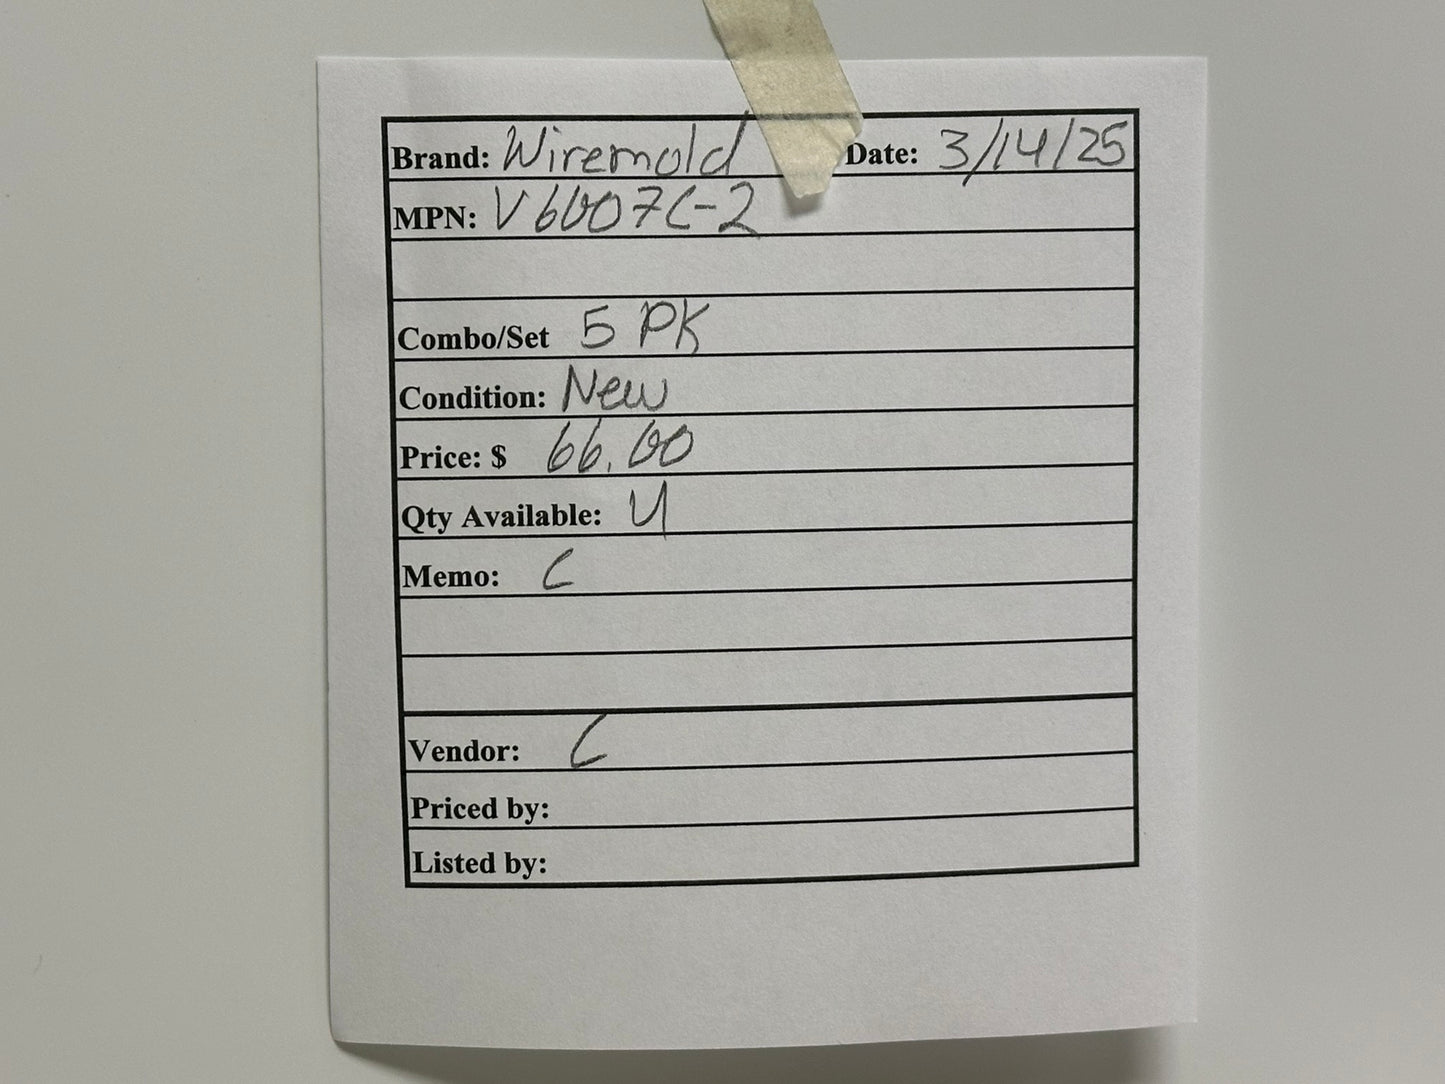 Brand: Wiremold Date: 3/14/25
MPN: V6007C-2
Combo/Set 5 PK
Condition: New
Price: $ 66.00
Qty Available: 4
Memo: C
Vendor: C
Priced by:
Listed by: